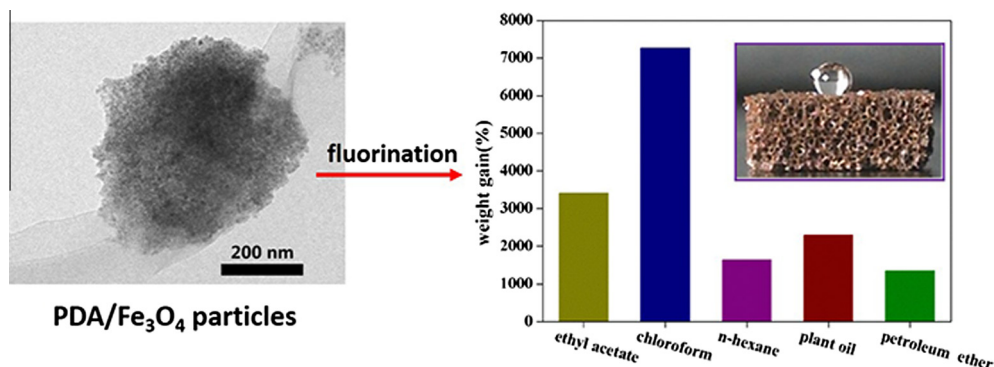 200 nm
PDA/Fe₃O₄ particles
fluorination
weight gain(%)
8000
7000
6000
5000
4000
3000
2000
1000
0
ethyl acetate
chloroform
n-hexane
plant oil
petroleum ether